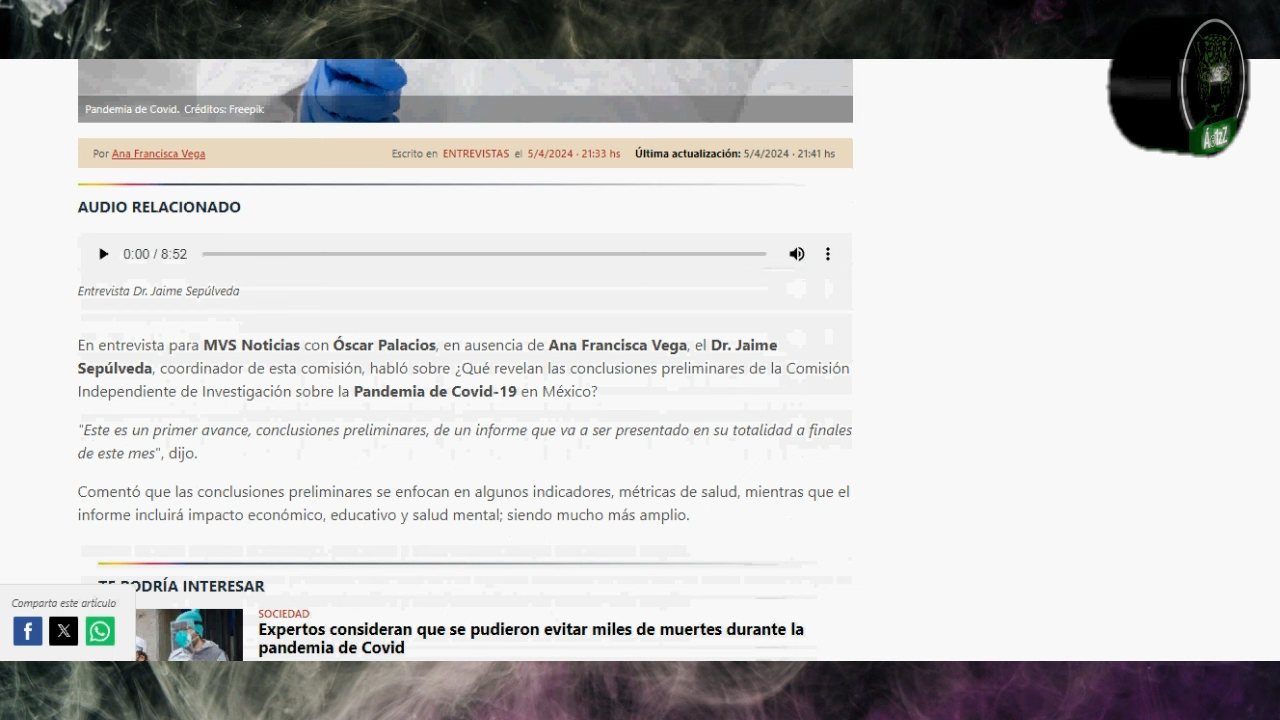 Pandemia de Covid. Créditos: Freepik
Por Ana Francisca Vega
Escrito en ENTREVISTAS el 5/4/2024 · 21:33 hs Última actualización: 5/4/2024 · 21:41 hs
AUDIO RELACIONADO
0:00 / 8:52
Entrevista Dr. Jaime Sepúlveda
En entrevista para MVS Noticias con Óscar Palacios, en ausencia de Ana Francisca Vega, el Dr. Jaime
Sepúlveda, coordinador de esta comisión, habló sobre ¿Qué revelan las conclusiones preliminares de la Comisión
Independiente de Investigación sobre la Pandemia de Covid-19 en México?
"Este es un primer avance, conclusiones preliminares, de un informe que va a ser presentado en su totalidad a finales
de este mes", dijo.
Comentó que las conclusiones preliminares se enfocan en algunos indicadores, métricas de salud, mientras que el
informe incluirá impacto económico, educativo y salud mental; siendo mucho más amplio.
TE PODRÍA INTERESAR
Comparta este artículo
SOCIEDAD
Expertos consideran que se pudieron evitar miles de muertes durante la
pandemia de Covid